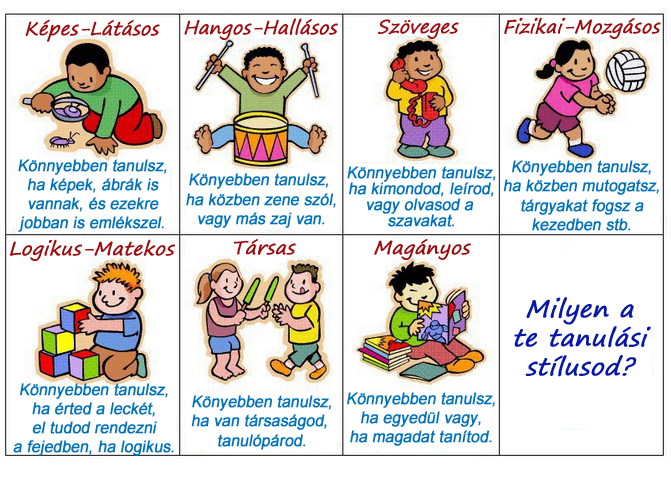 Képes-Látásos
Könnyebben tanulsz,
ha képek, ábrák is
vannak, és ezekre
jobban is emlékszel.
Hangos-Hallásos
Könyebben tanulsz,
ha közben zene szól,
vagy más zaj van.
Szöveges
Könnyebben tanulsz,
ha kimondod, leírod,
vagy olvasod a
szavakat.
Fizikai-Mozgásos
Könyebben tanulsz,
ha közben mutogatsz,
tárgyakat fogsz a
kezedben stb.
Logikus-Matekos
Könnyebben tanulsz,
ha érted a leckét,
el tudod rendezni
a fejedben, ha logikus.
Társas
Könyebben tanulsz,
ha van társaságod,
tanulópárod.
Magányos
Könnyebben tanulsz,
ha egyedül vagy,
ha magadat tanítod.
Milyen a
te tanulási
stílusod?